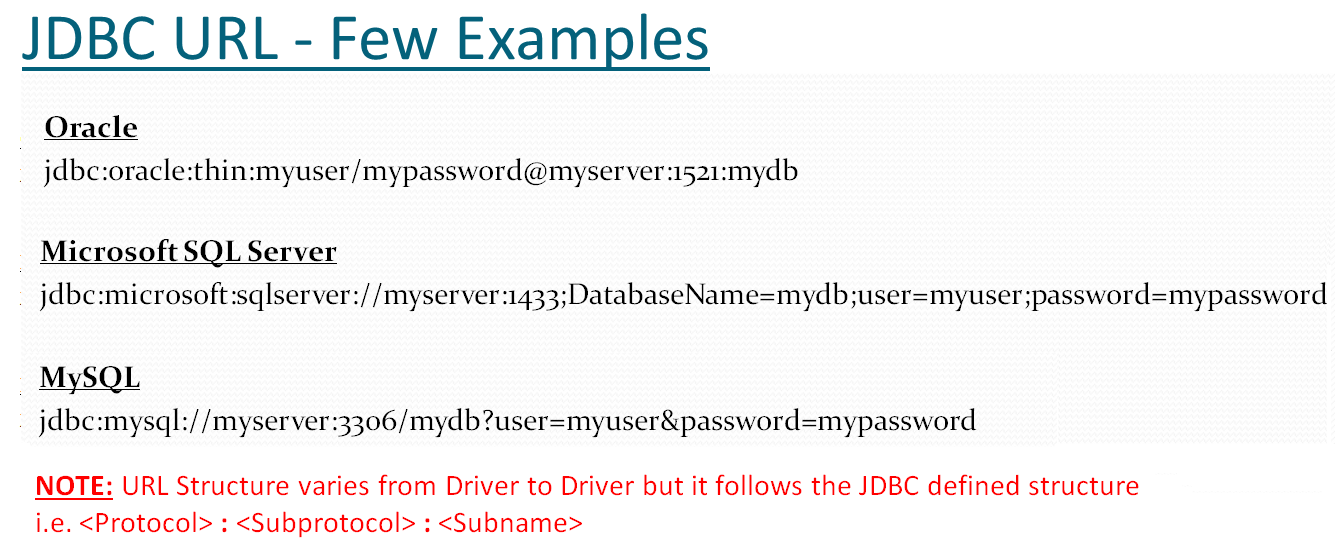 JDBC URL - Few Examples
Oracle
jdbc:oracle:thin:myuser/mypassword@myserver:1521:mydb
Microsoft SQL Server
jdbc:microsoft:sqlserver://myserver:1433;DatabaseName=mydb;user=myuser;password=mypassword
MySQL
jdbc:mysql://myserver:3306/mydb?user=myuser&password=mypassword
NOTE: URL Structure varies from Driver to Driver but it follows the JDBC defined structure
i.e. <Protocol> : <Subprotocol> : <Subname>